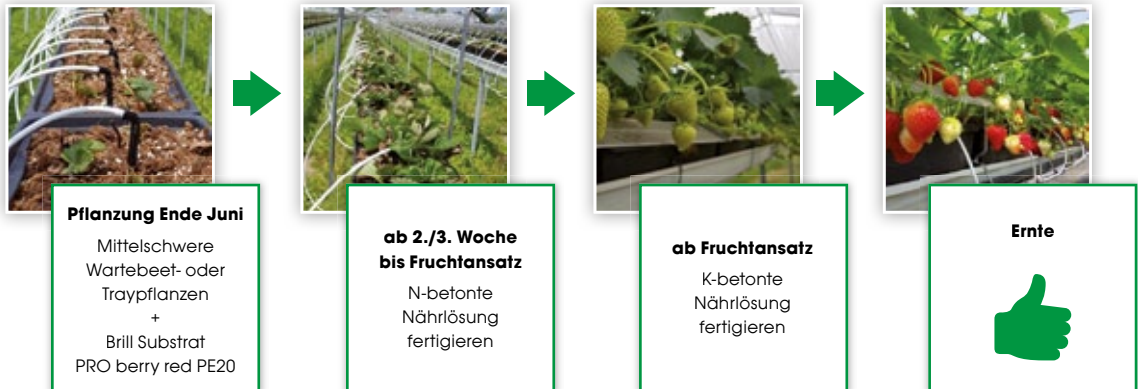 Pflanzung Ende Juni
Mittelschwere
Wartebeet- oder
Traypflanzen
+
Brill Substrat
PRO berry red PE20
ab 2./3. Woche
bis Fruchtansatz
N-betonte
Nährlösung
fertigieren
ab Fruchtansatz
K-betonte
Nährlösung
fertigieren
Ernte